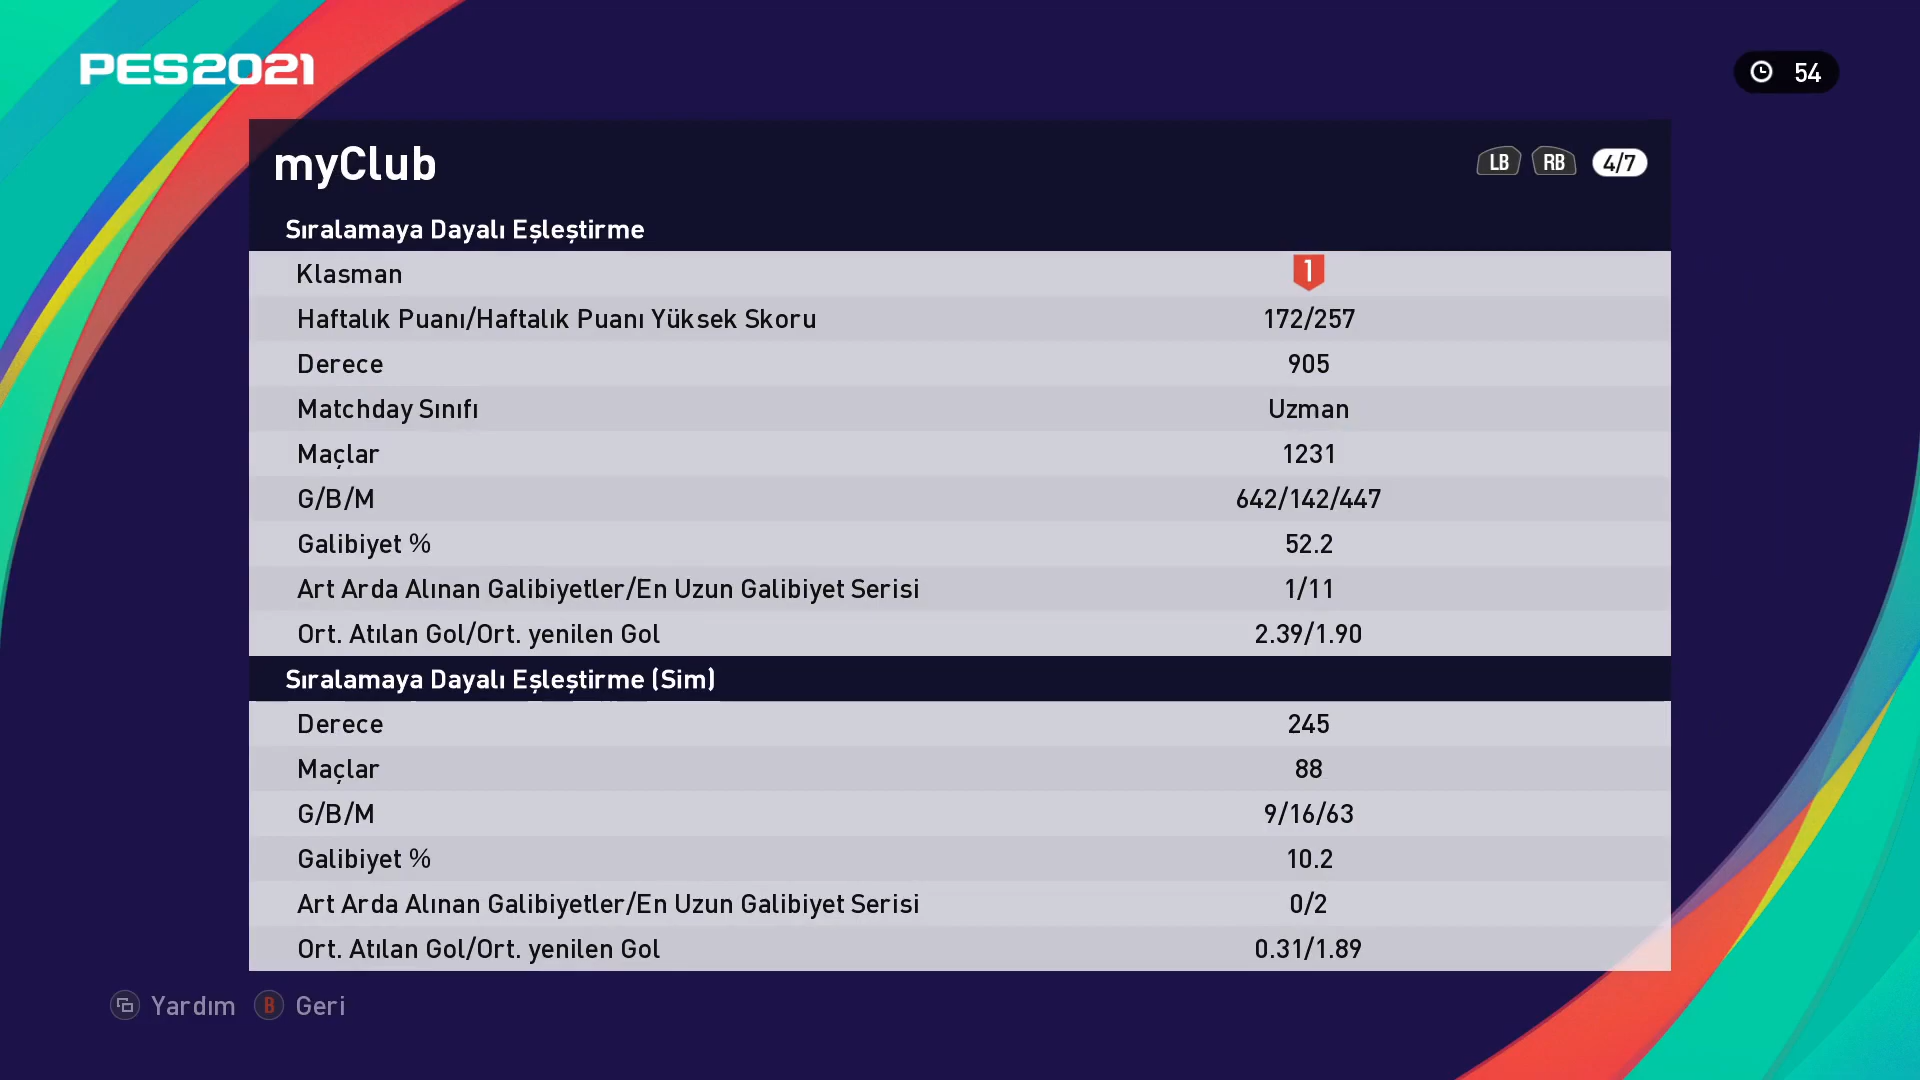 PES2021
54
myClub
LB RB 4/7
Sıralamaya Dayalı Eşleştirme
Klasman 1
Haftalık Puanı/Haftalık Puanı Yüksek Skoru 172/257
Derece 905
Matchday Sınıfı Uzman
Maçlar 1231
G/B/M 642/142/447
Galibiyet % 52.2
Art Arda Alınan Galibiyetler/En Uzun Galibiyet Serisi 1/11
Ort. Atılan Gol/Ort. yenilen Gol 2.39/1.90
Sıralamaya Dayalı Eşleştirme (Sim)
Derece 245
Maçlar 88
G/B/M 9/16/63
Galibiyet % 10.2
Art Arda Alınan Galibiyetler/En Uzun Galibiyet Serisi 0/2
Ort. Atılan Gol/Ort. yenilen Gol 0.31/1.89
Yardım B Geri